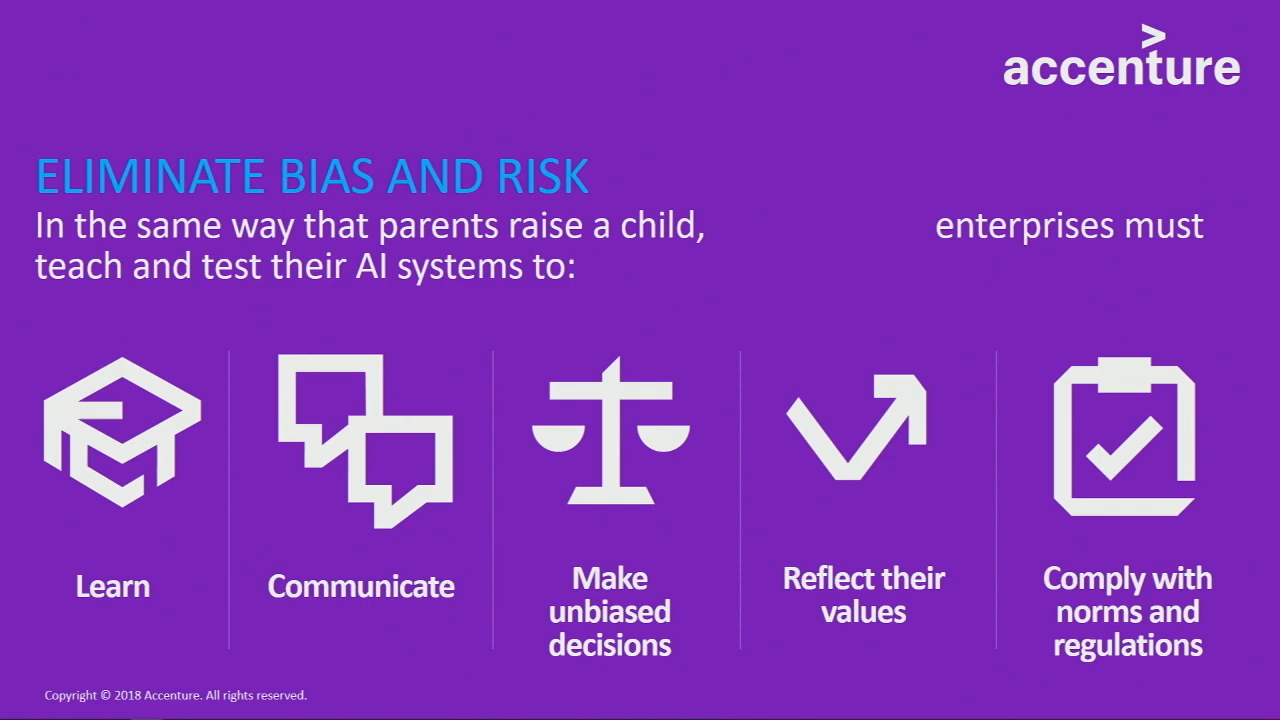 accenture
ELIMINATE BIAS AND RISK
In the same way that parents raise a child, enterprises must
teach and test their AI systems to:
Learn
Communicate
Make
unbiased
decisions
Reflect their
values
Comply with
norms and
regulations
Copyright © 2018 Accenture. All rights reserved.